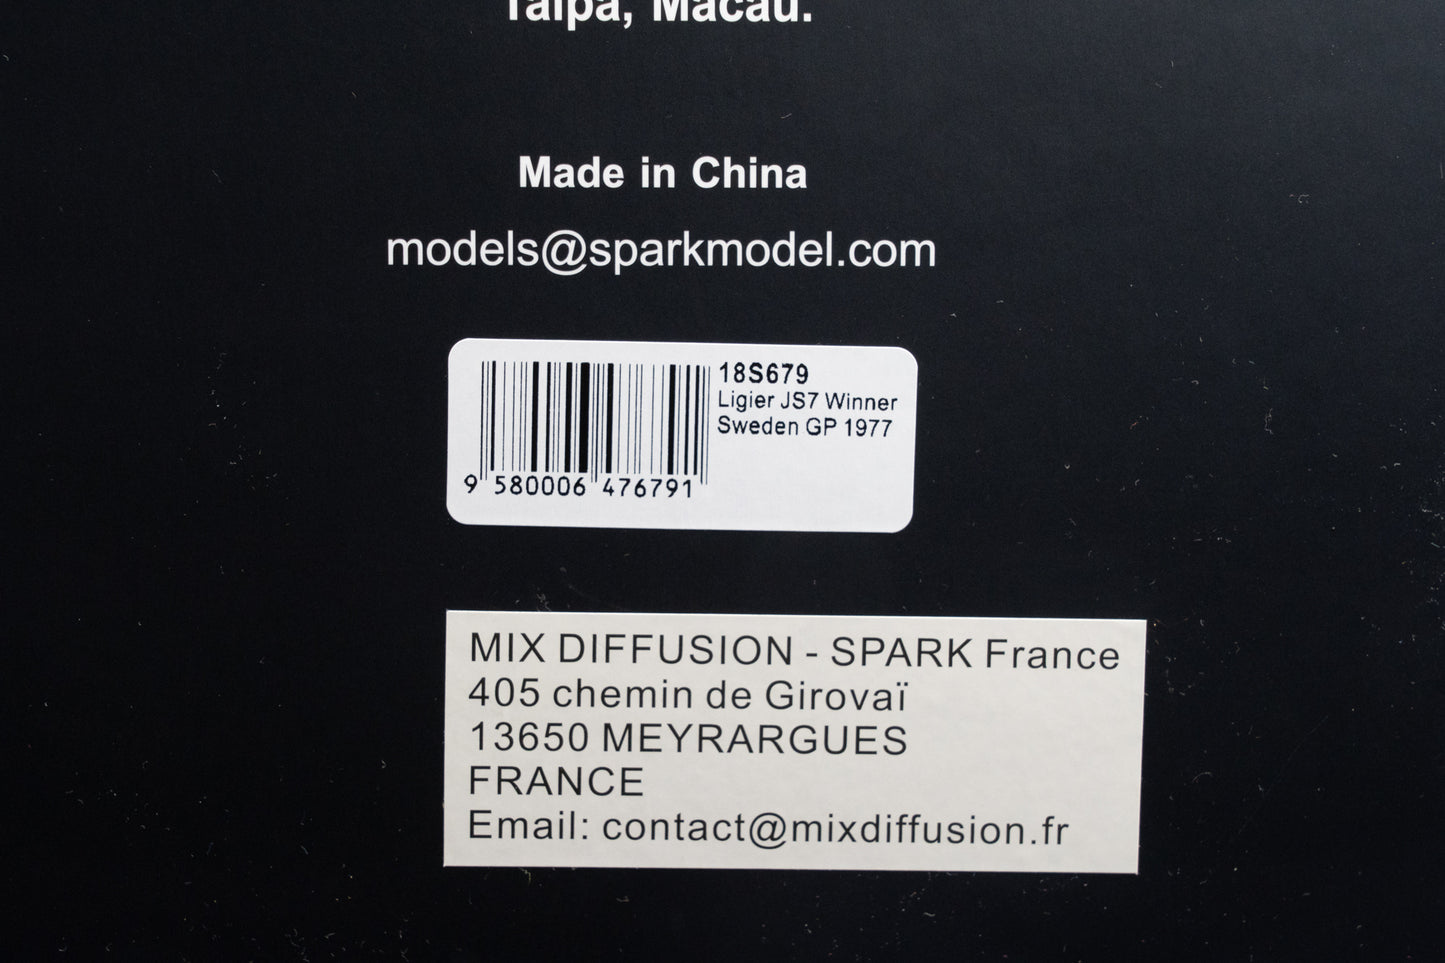 Taipa, Macau.
Made in China
models@sparkmodel.com
18S679
Ligier JS7 Winner
Sweden GP 1977
9 580006 476791
MIX DIFFUSION - SPARK France
405 chemin de Girovaï
13650 MEYRARGUES
FRANCE
Email: contact@mixdiffusion.fr